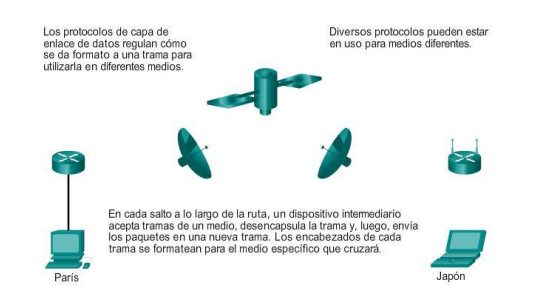 Los protocolos de capa de
enlace de datos regulan cómo
se da formato a una trama para
utilizarla en diferentes medios.
Diversos protocolos pueden estar
en uso para medios diferentes.
En cada salto a lo largo de la ruta, un dispositivo intermediario
acepta tramas de un medio, desencapsula la trama y, luego, envía
los paquetes en una nueva trama. Los encabezados de cada
trama se formatean para el medio específico que cruzará.
París
Japón